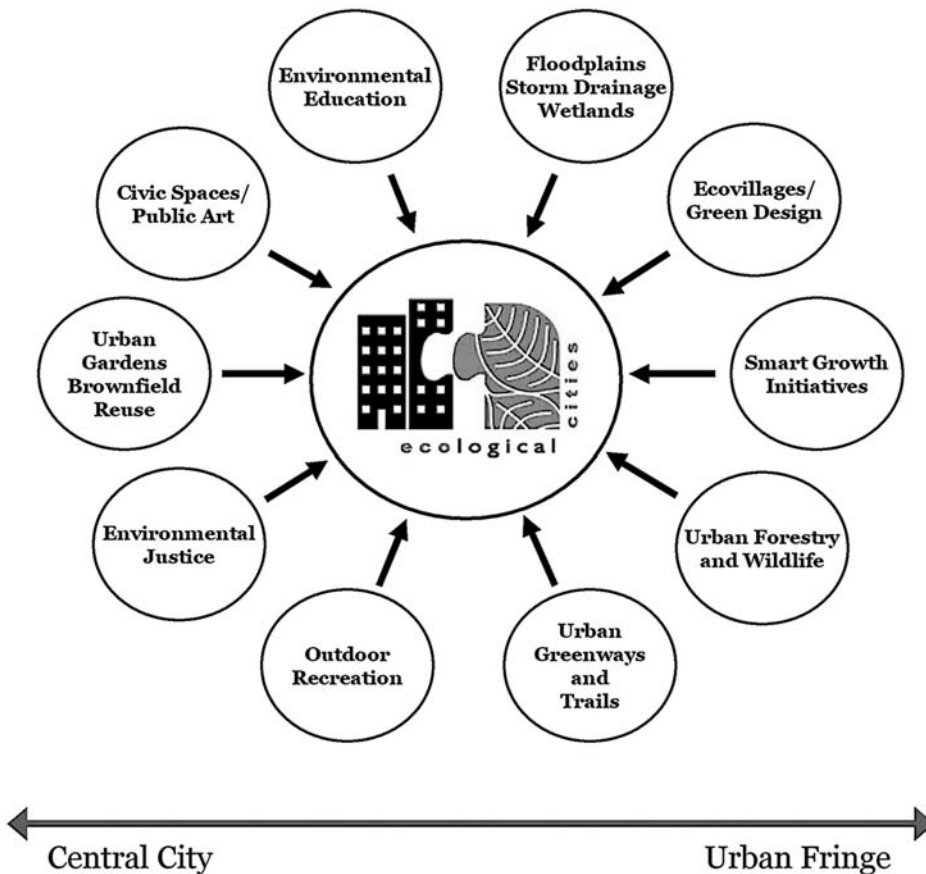 Environmental
Education
Floodplains
Storm Drainage
Wetlands
Civic Spaces/
Public Art
Ecovillages/
Green Design
Urban
Gardens
Brownfield
Reuse
ecological
cities
Smart Growth
Initiatives
Environmental
Justice
Urban Forestry
and Wildlife
Outdoor
Recreation
Urban
Greenways
and
Trails
Central City
Urban Fringe